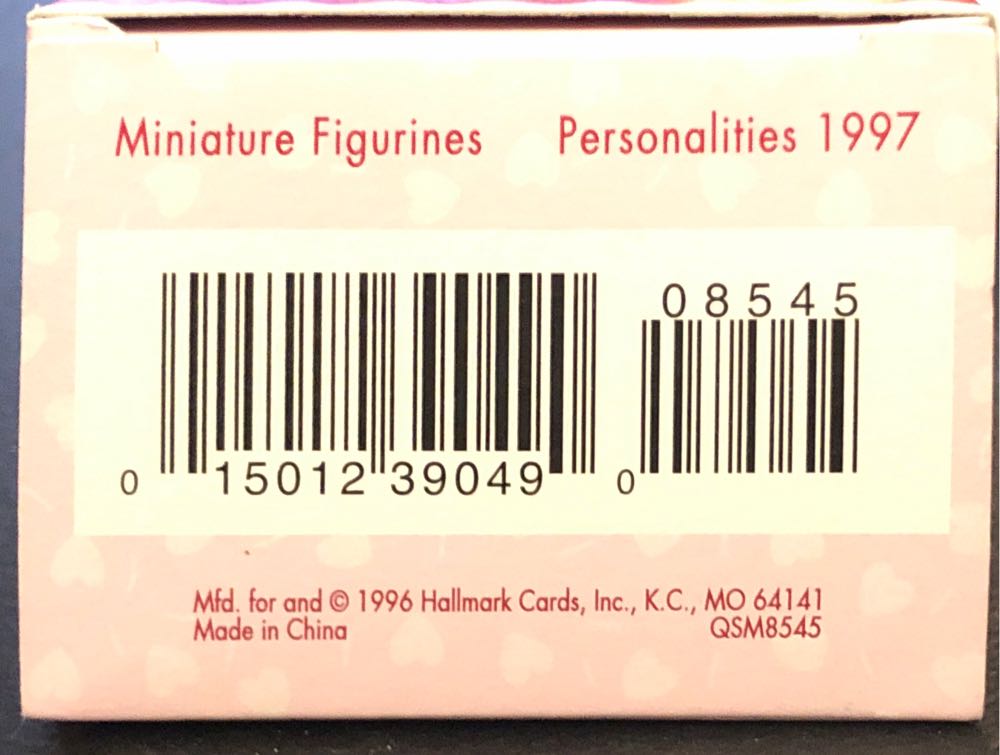 Miniature Figurines Personalities 1997
08545
0 15012 39049 0
Mfd. for and © 1996 Hallmark Cards, Inc., K.C., MO 64141
Made in China QSM8545